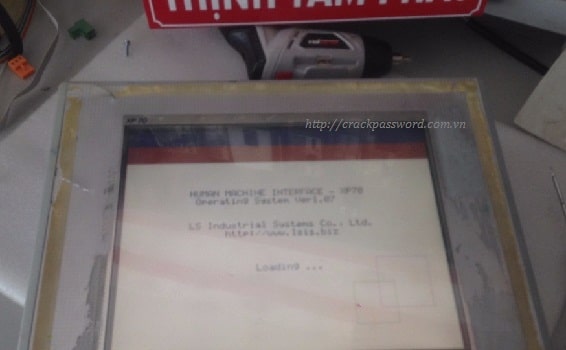 THỊNH TÂM PHÁT
http://crackpassword.com.vn
XP70
HUMAN MACHINE INTERFACE - XP70
Operating System Ver1.07
LS Industrial Systems Co., Ltd.
http://www.lsis.biz
Loading ...